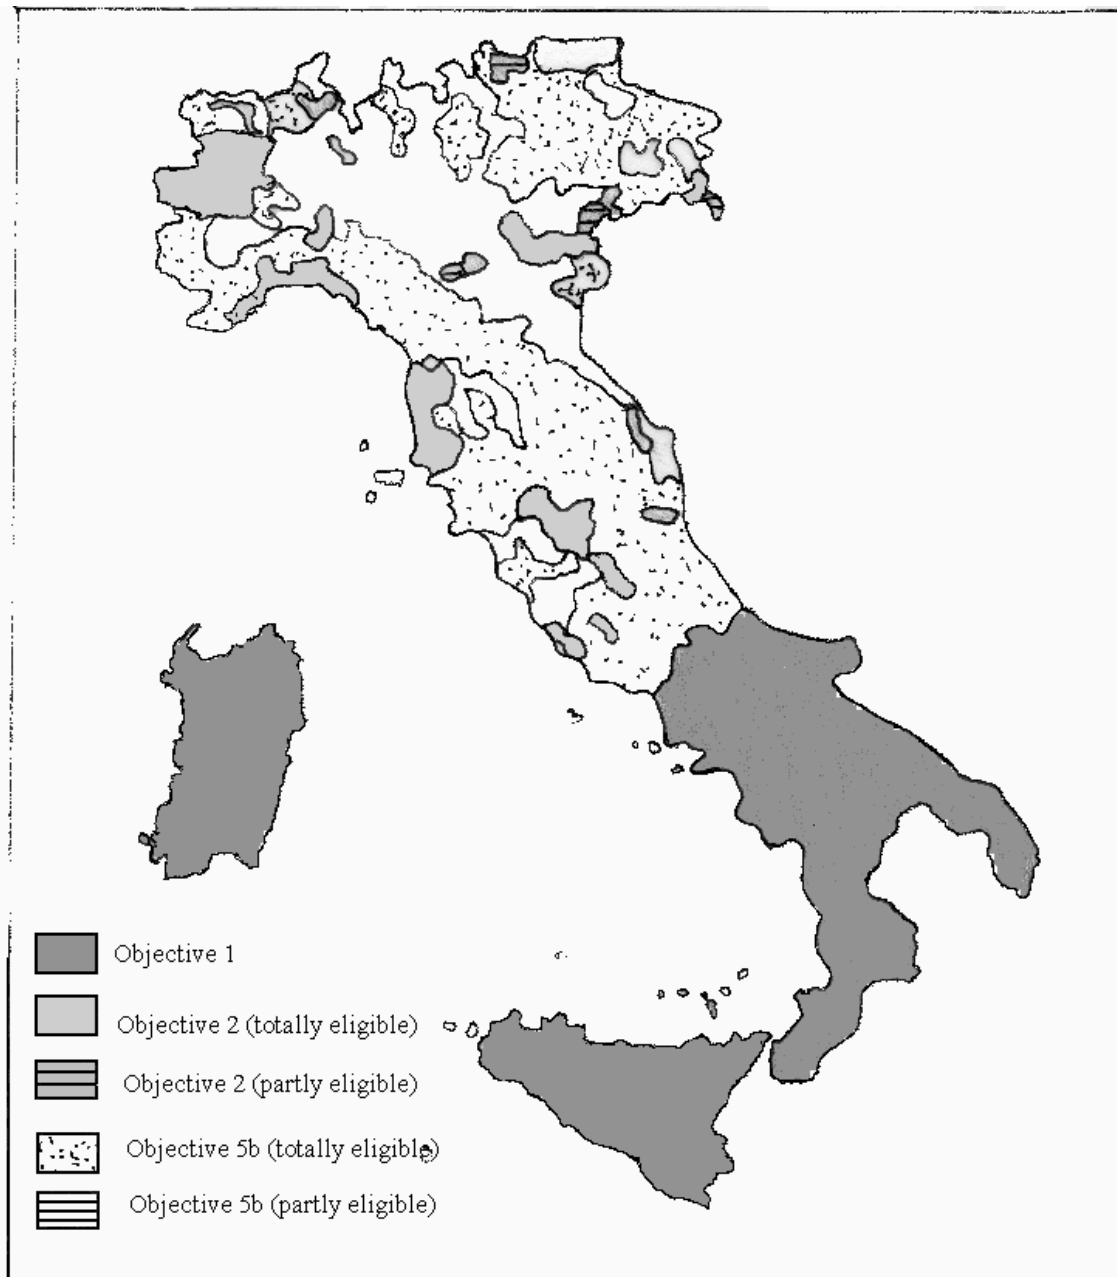 Objective 1
Objective 2 (totally eligible)
Objective 2 (partly eligible)
Objective 5b (totally eligible)
Objective 5b (partly eligible)